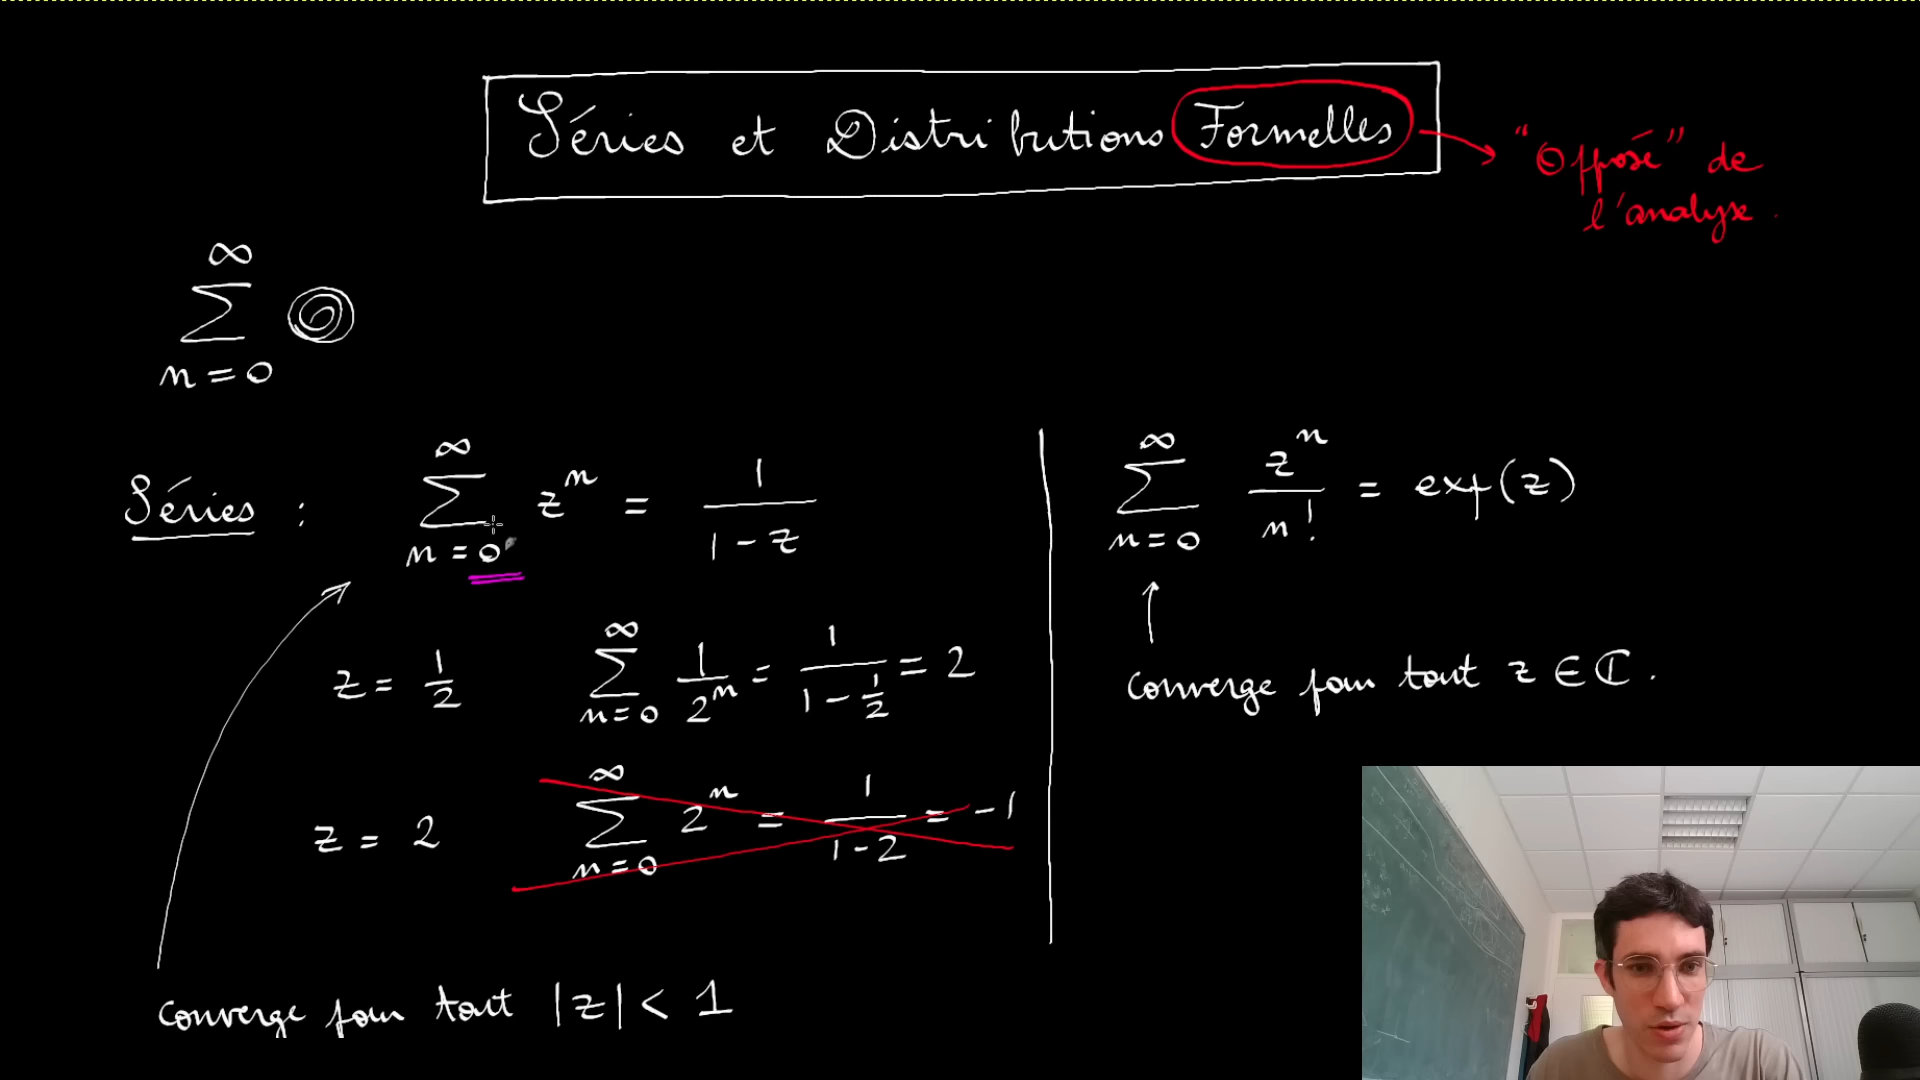 Séries et Distributions Formelles
"Opposé" de
l'analyse.
∞
∑
n = 0
Séries : ∑_{n=0}^{∞} z^n = 1/(1-z)
z = 1/2   ∑_{n=0}^{∞} 1/2^n = 1/(1-1/2) = 2
z = 2   ∑_{n=0}^{∞} 2^n = 1/(1-2) = -1
converge pour tout |z| < 1
∑_{n=0}^{∞} z^n/n! = exp(z)
converge pour tout z ∈ ℂ.